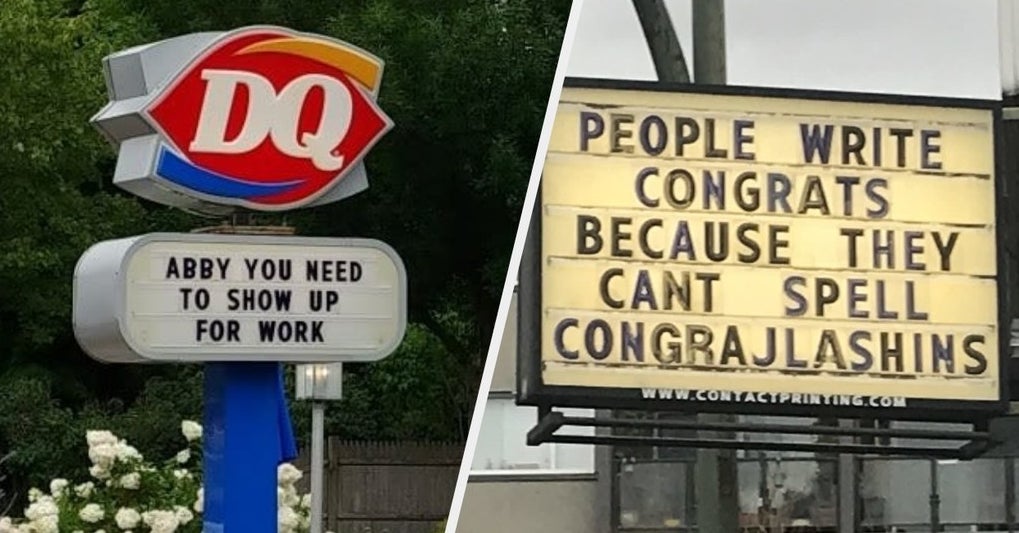 DQ
ABBY YOU NEED
TO SHOW UP
FOR WORK
PEOPLE WRITE
CONGRATS
BECAUSE THEY
CANT SPELL
CONGRAJLASHINS
WWW.CONTACTPRINTING.COM